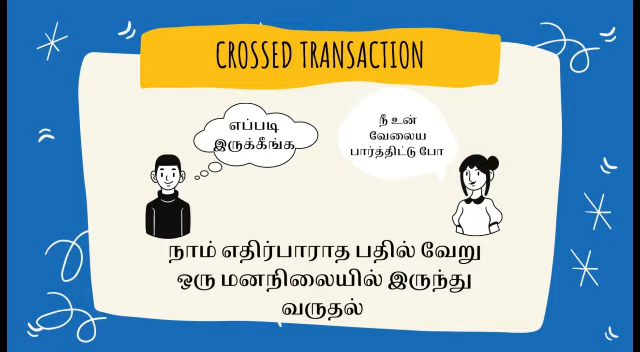 CROSSED TRANSACTION
எப்படி
இருக்கீங்க
நீ உன்
வேலைய
பார்த்திட்டு போ
நாம் எதிர்பாராத பதில் வேறு
ஒரு மனநிலையில் இருந்து
வருதல்